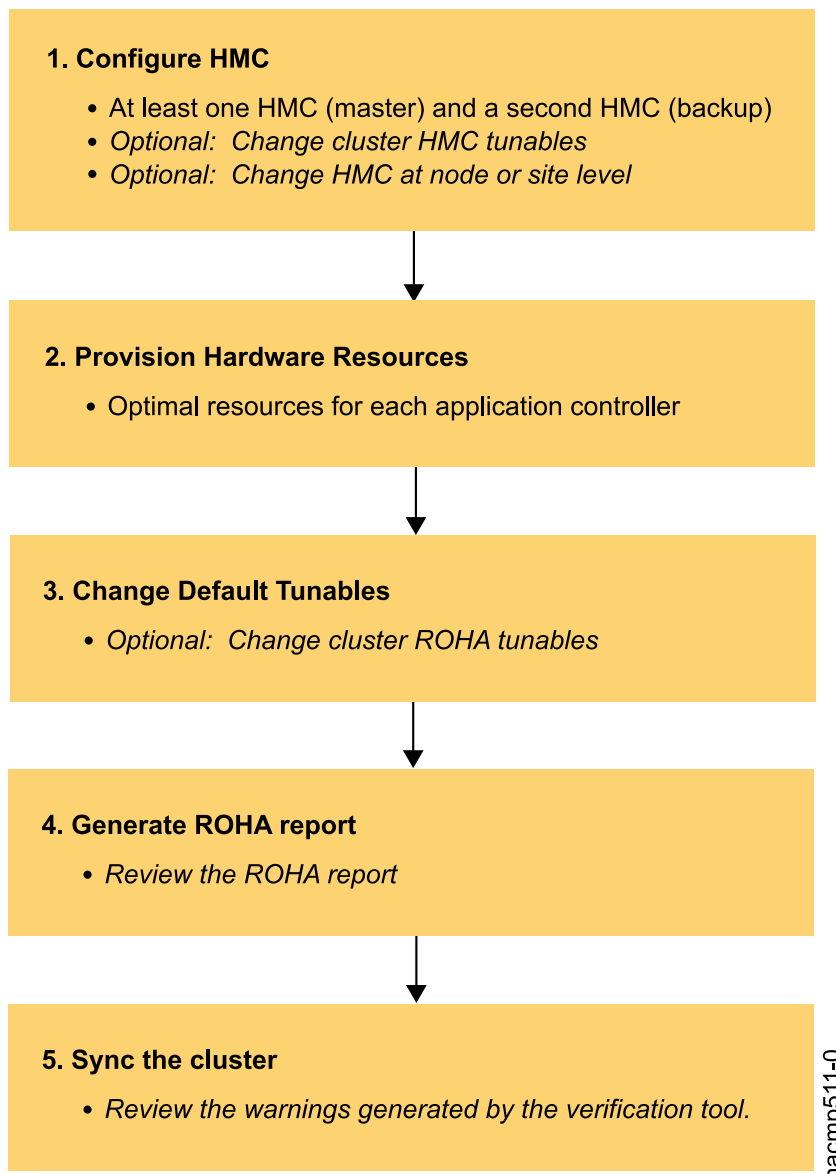 1. Configure HMC
• At least one HMC (master) and a second HMC (backup)
• Optional: Change cluster HMC tunables
• Optional: Change HMC at node or site level
2. Provision Hardware Resources
• Optimal resources for each application controller
3. Change Default Tunables
• Optional: Change cluster ROHA tunables
4. Generate ROHA report
• Review the ROHA report
5. Sync the cluster
• Review the warnings generated by the verification tool.